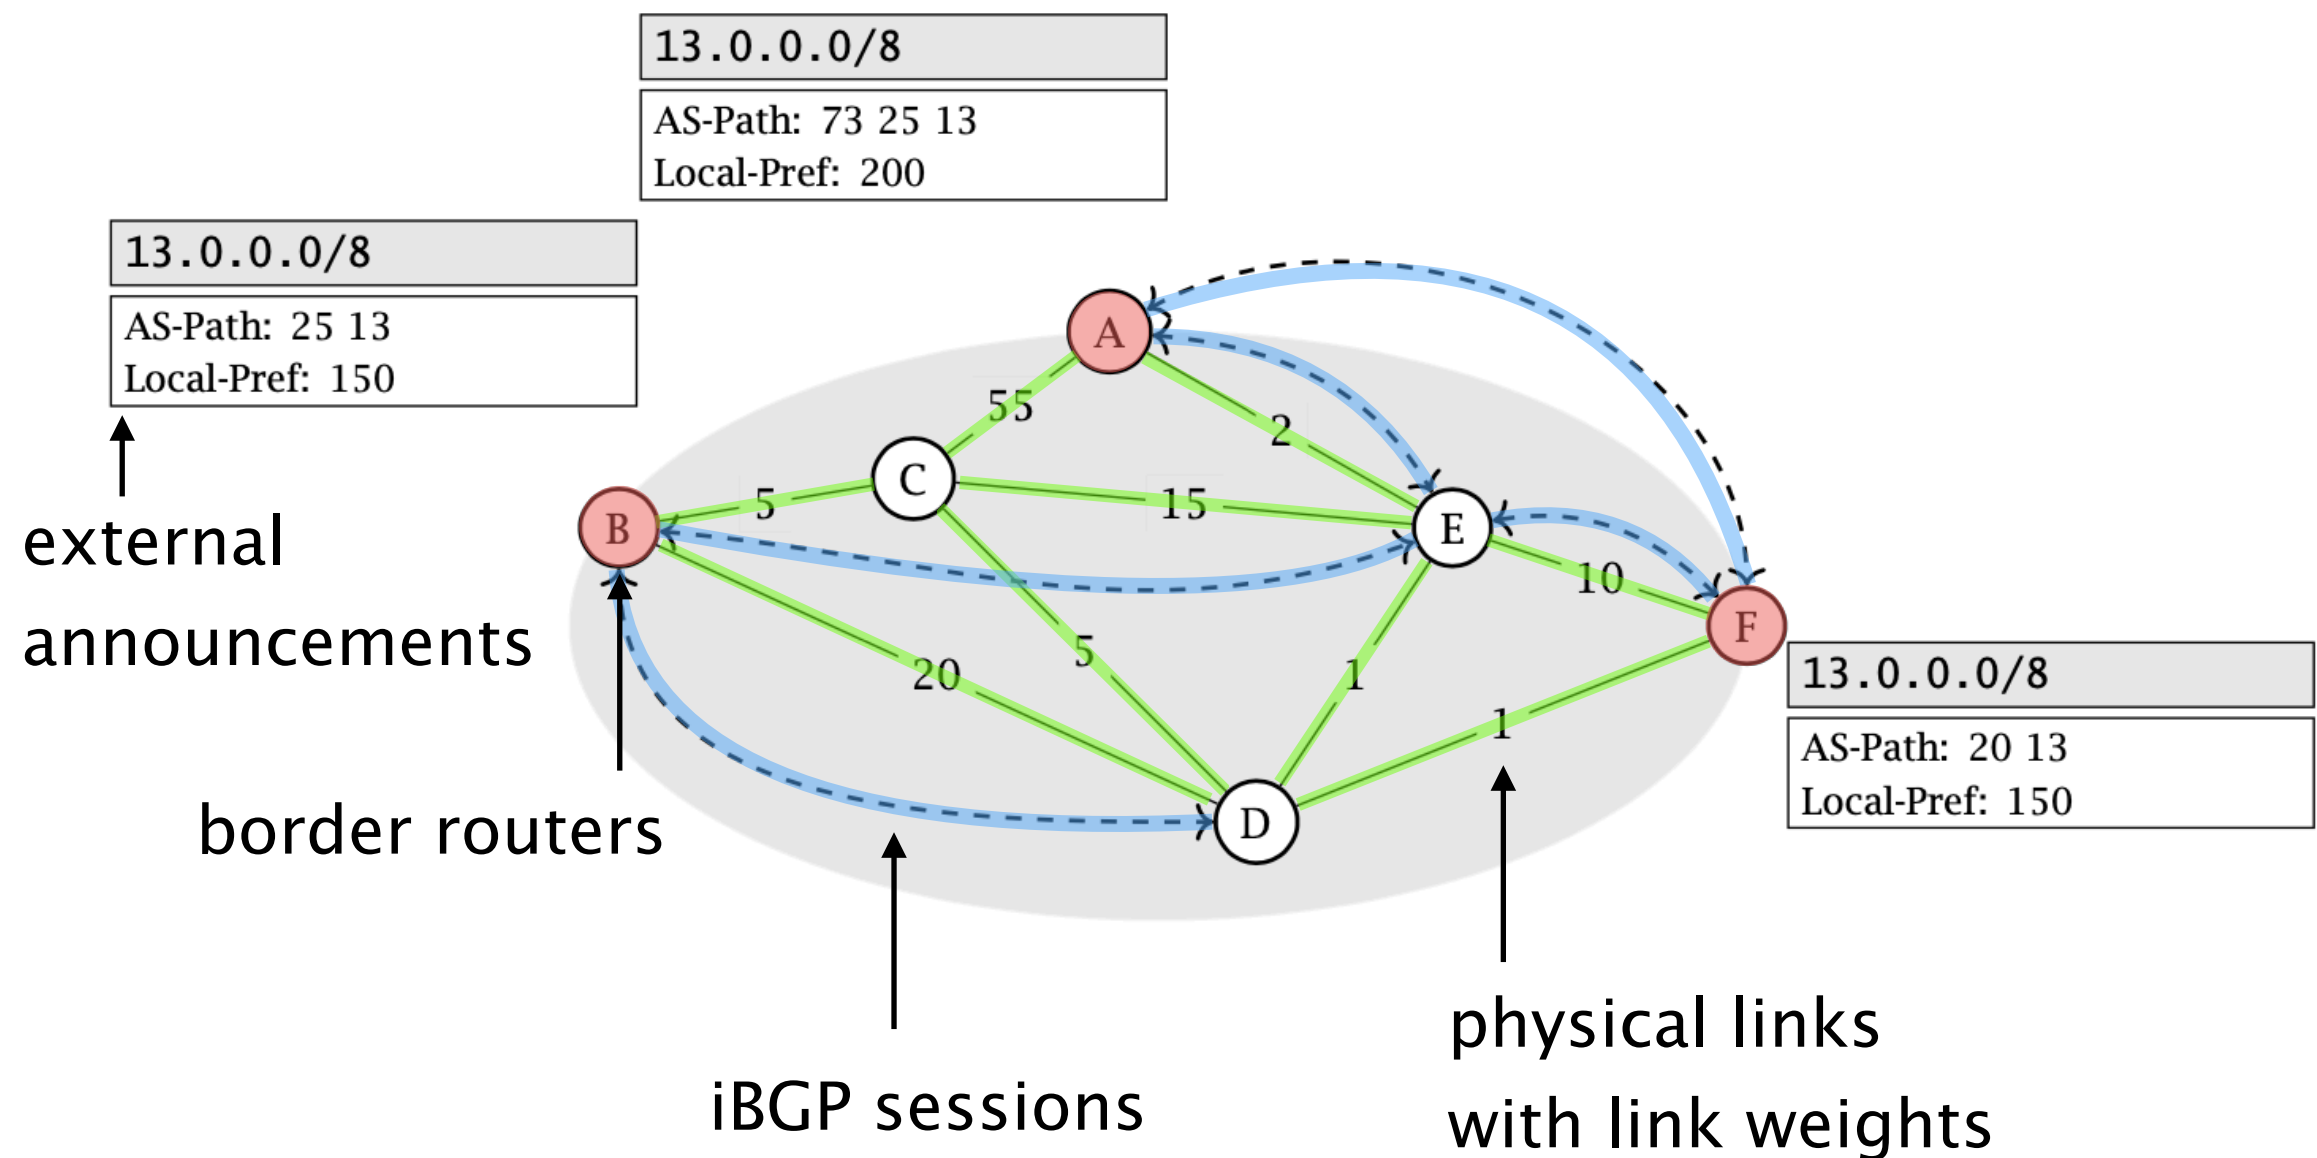 13.0.0.0/8
AS-Path: 73 25 13
Local-Pref: 200
13.0.0.0/8
AS-Path: 25 13
Local-Pref: 150
external
announcements
A
55
2
C
5
15
B
E
10
F
20
5
1
1
D
border routers
13.0.0.0/8
AS-Path: 20 13
Local-Pref: 150
iBGP sessions
physical links
with link weights